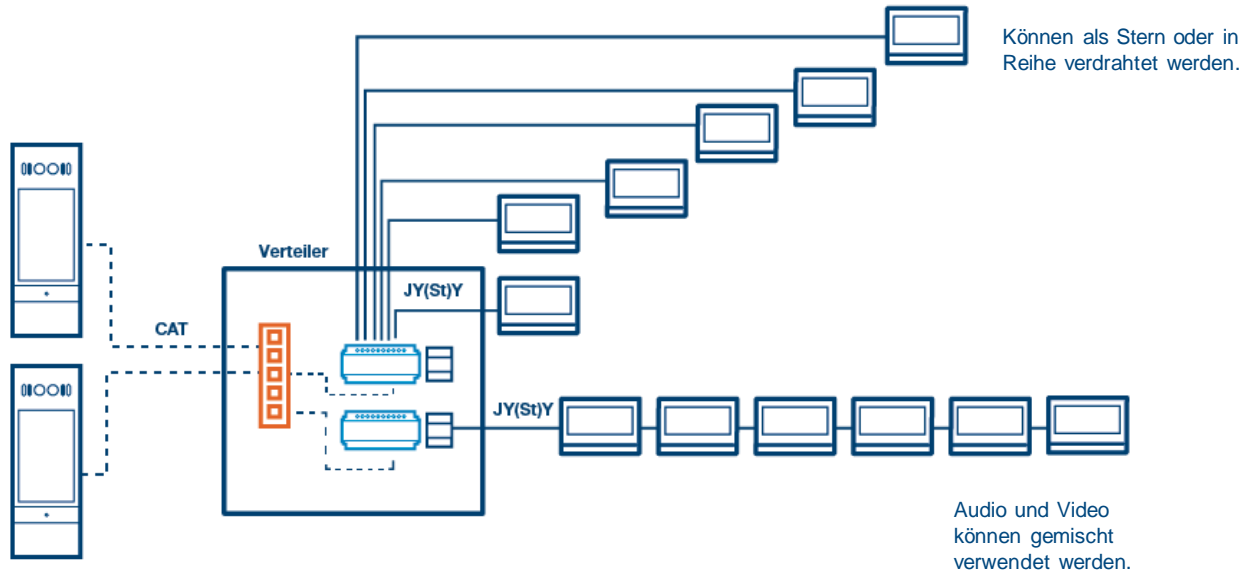 Können als Stern oder in
Reihe verdrahtet werden.
Verteiler
JY(St)Y
CAT
JY(St)Y
Audio und Video
können gemischt
verwendet werden.